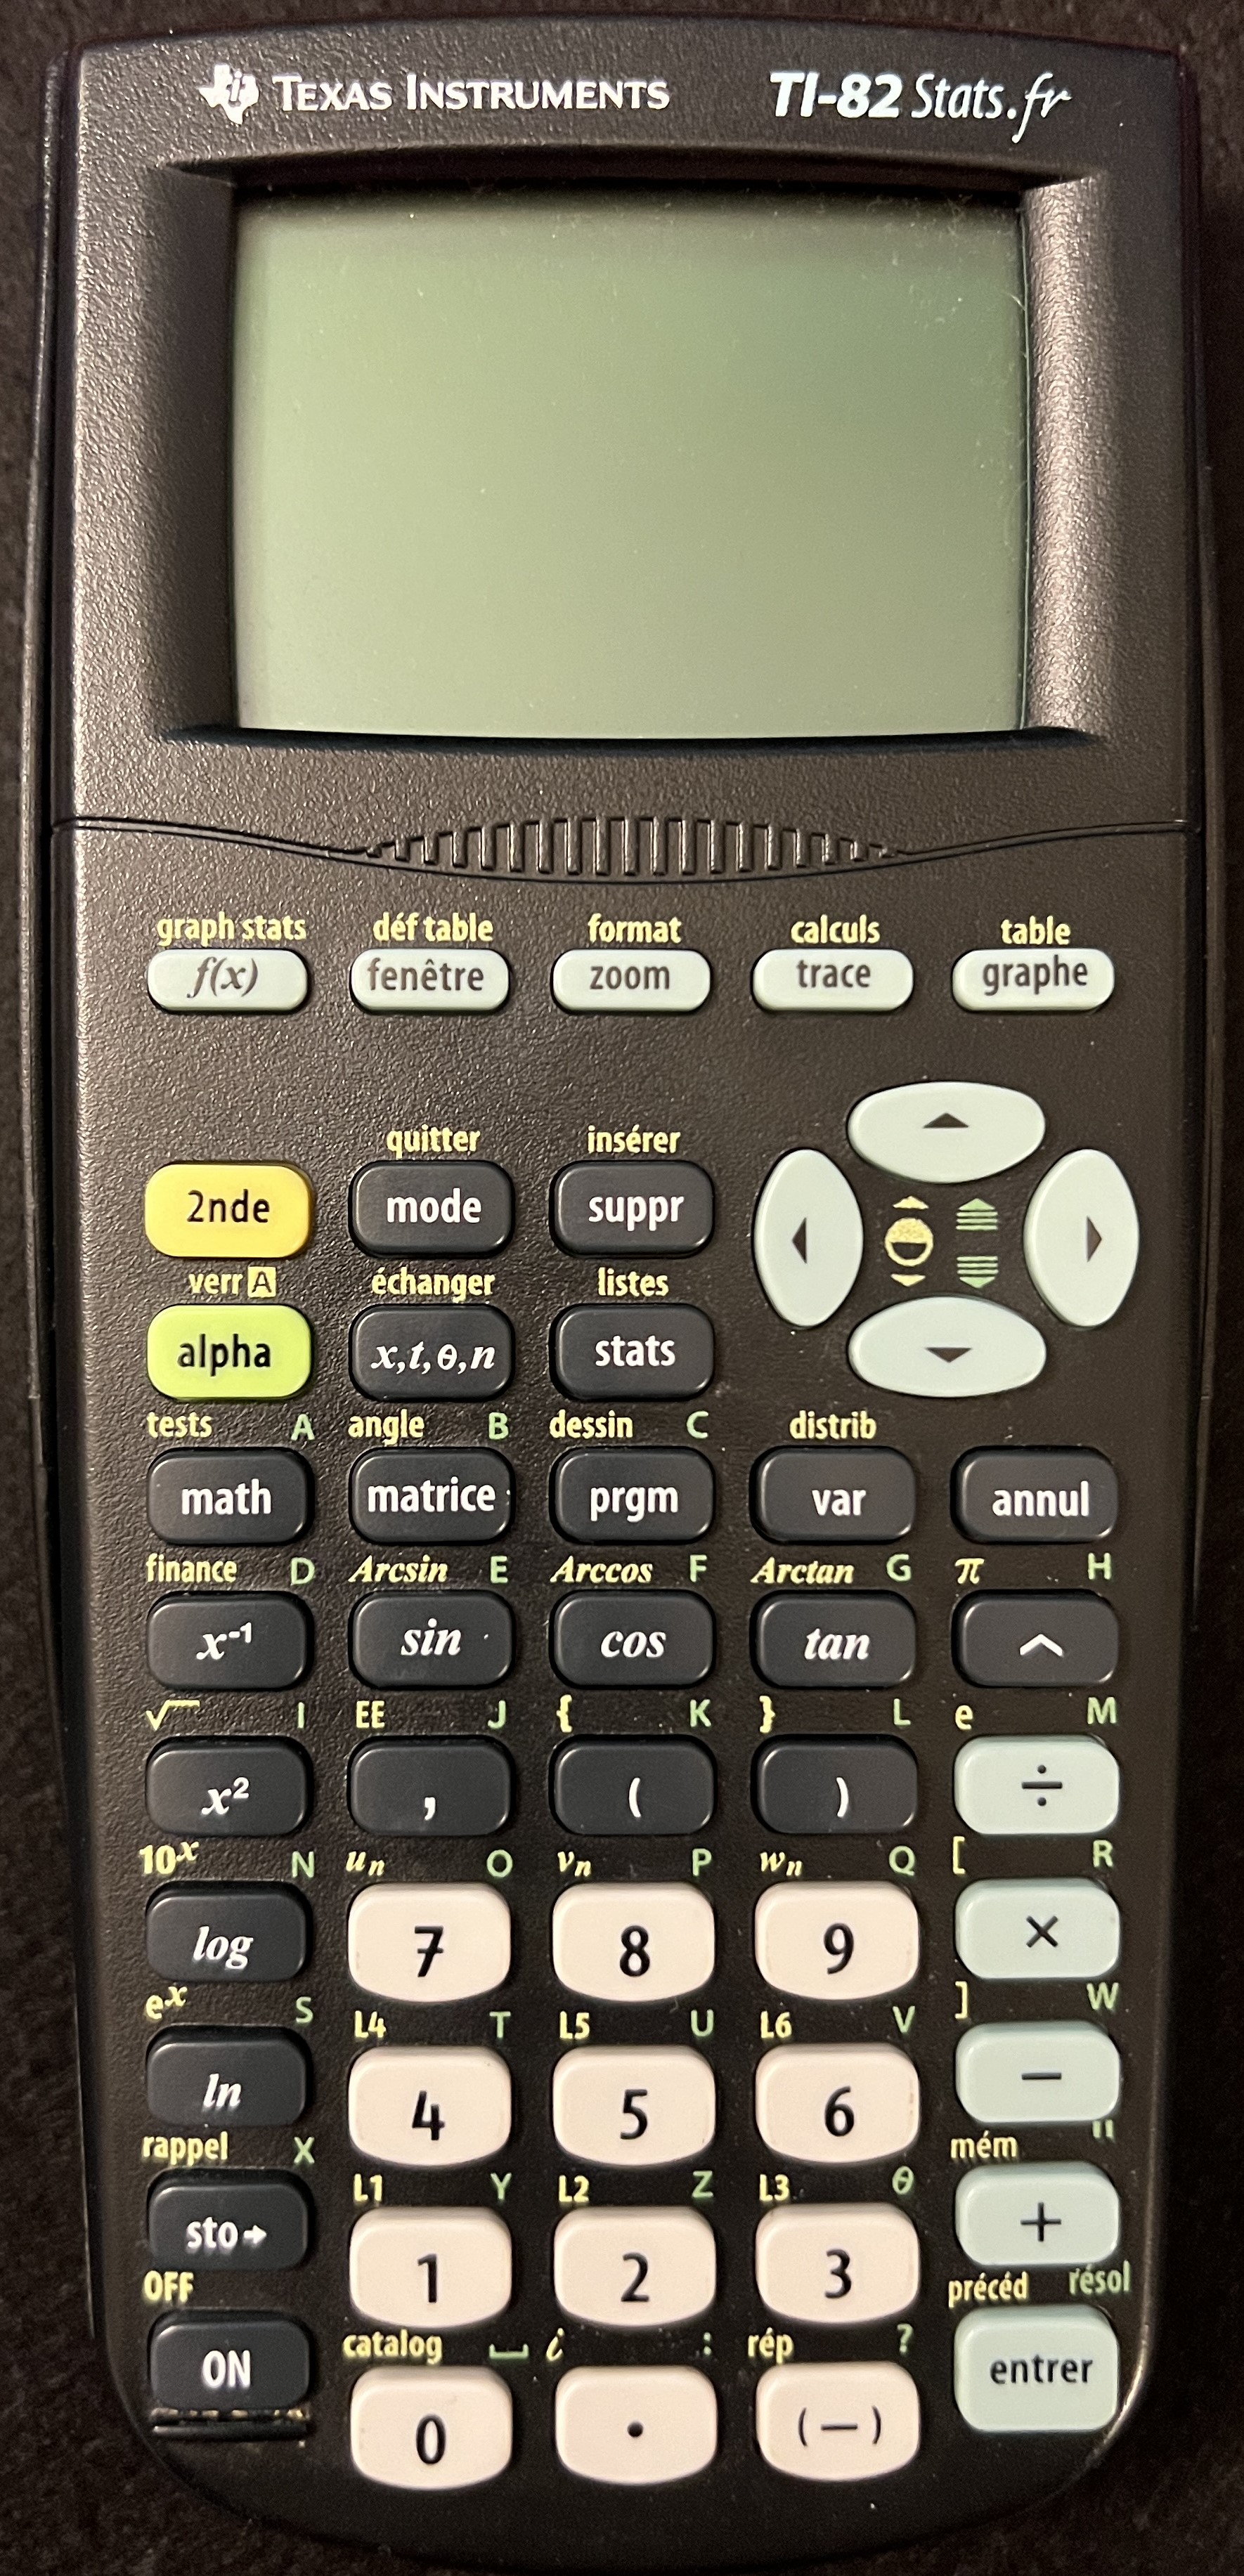 TEXAS INSTRUMENTS TI-82 Stats.fr
graph stats déf table format calculs table
f(x) fenêtre zoom trace graphe
quitter insérer
2nde mode suppr
verr A échanger listes
alpha x,t,θ,n stats
tests A angle B dessin C distrib
math matrice prgm var annul
finance D Arcsin E Arccos F Arctan G π H
x⁻¹ sin cos tan ^
√ I EE J { K } L e M
x² , ( ) ÷
10ˣ N uₙ O vₙ P wₙ Q [ R
log 7 8 9 ×
eˣ S L4 T L5 U L6 V ] W
ln 4 5 6 −
rappel X L1 Y L2 Z L3 θ mém "
sto→ 1 2 3 +
OFF catalog ⎵ i : rép ? précéd résol
ON 0 . (−) entrer